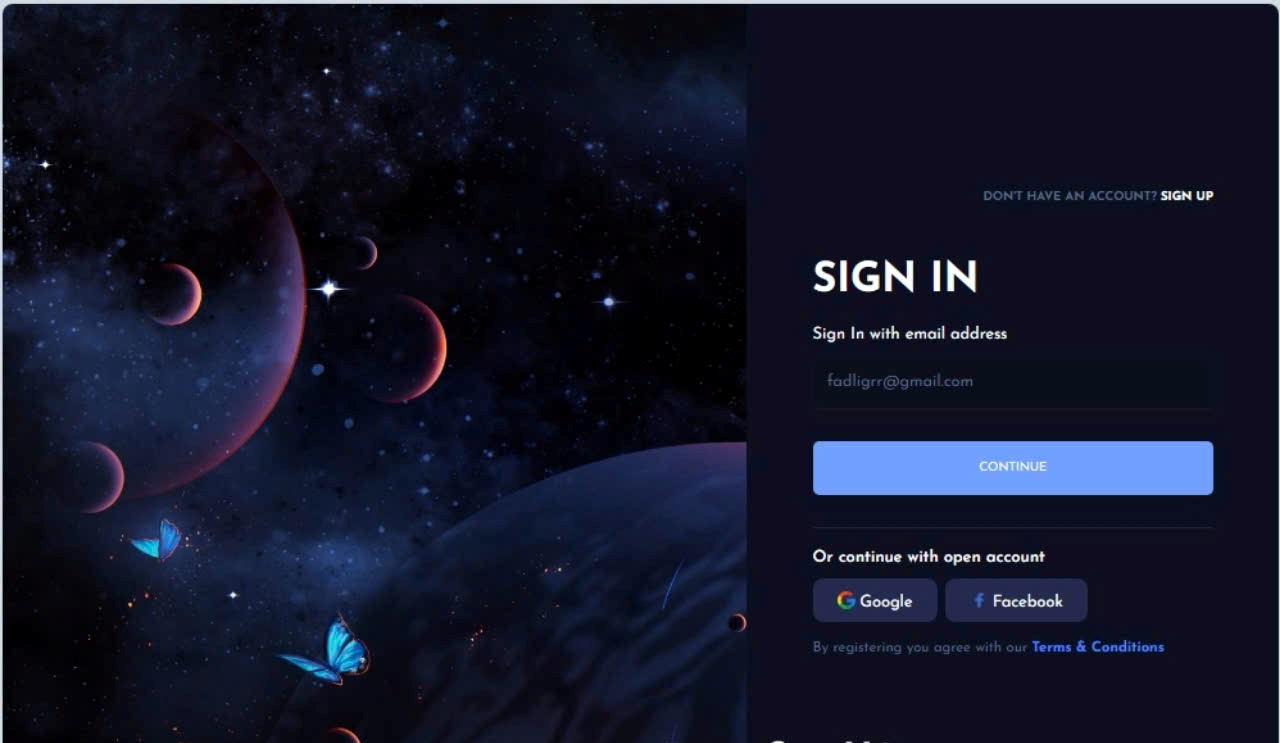 DON'T HAVE AN ACCOUNT? SIGN UP
SIGN IN
Sign In with email address
fadligrr@gmail.com
CONTINUE
Or continue with open account
Google
Facebook
By registering you agree with our Terms & Conditions